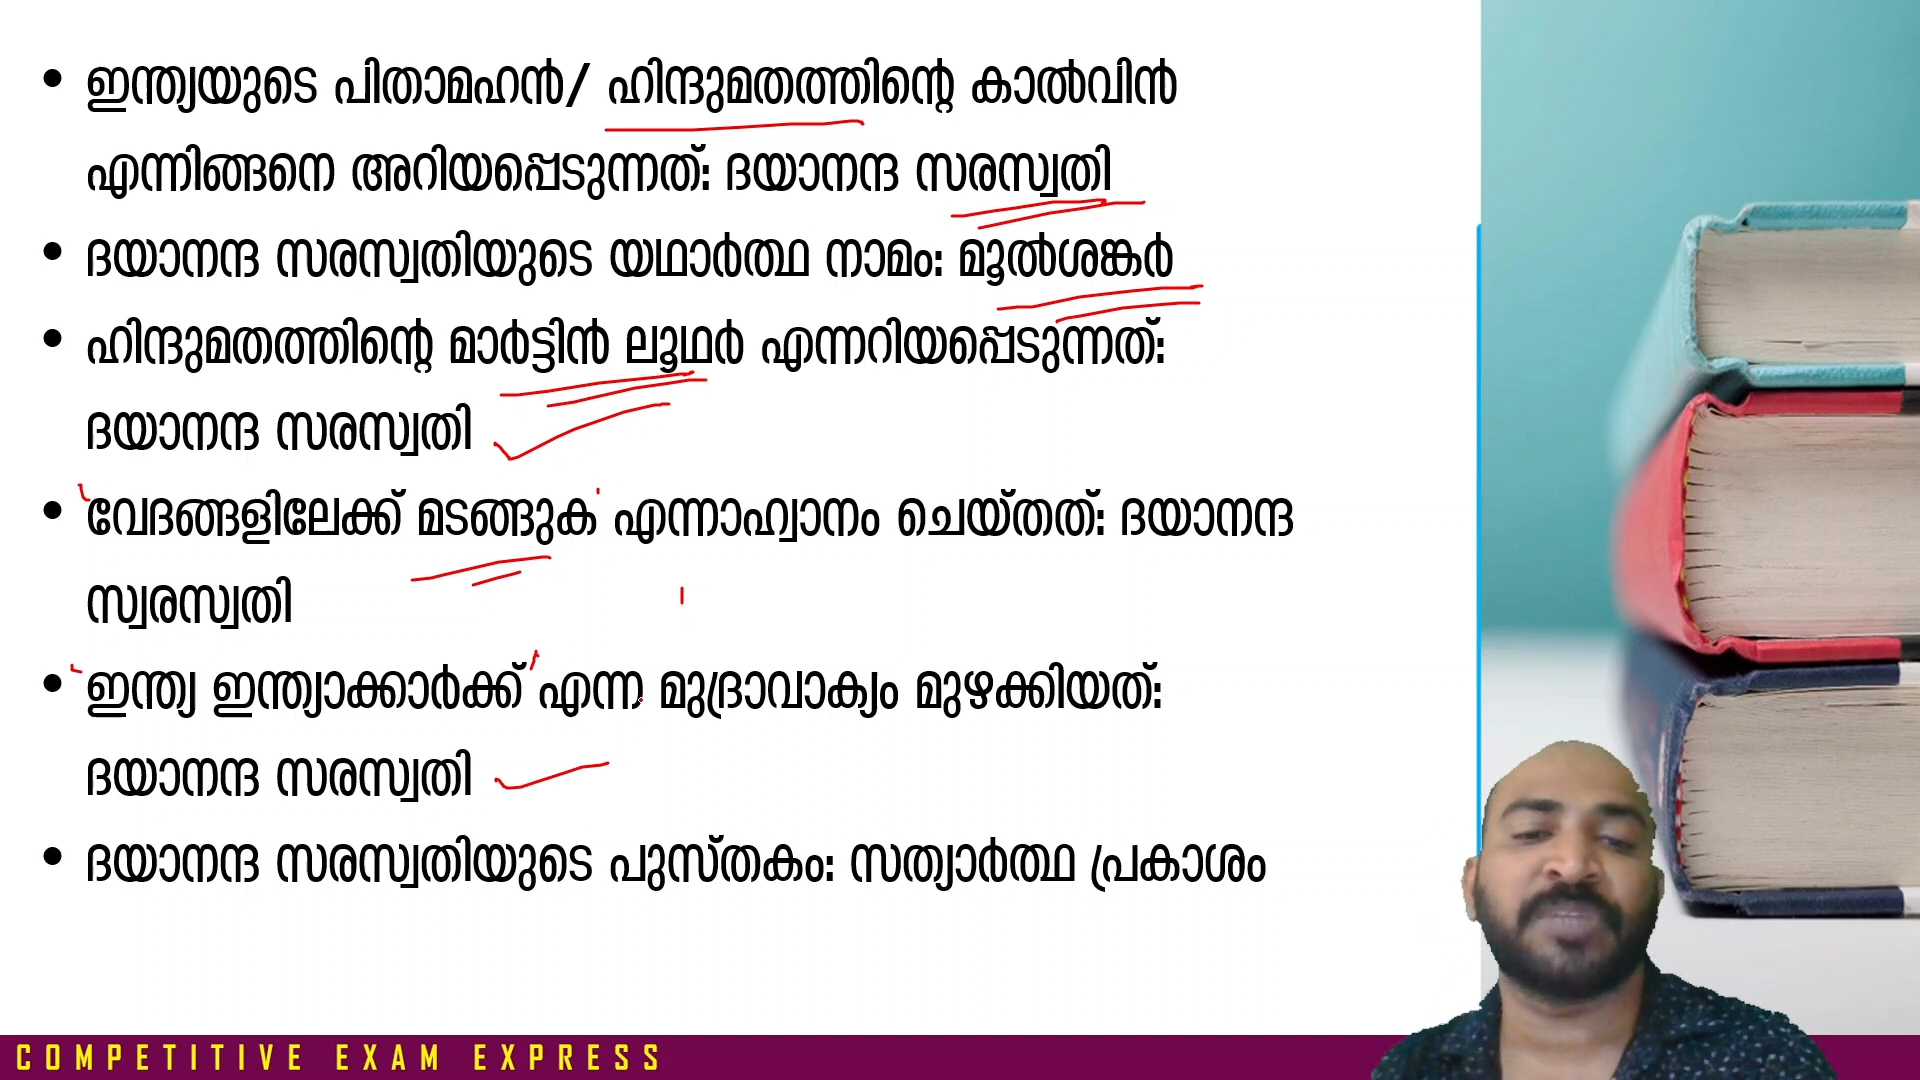 • ഇന്ത്യയുടെ പിതാമഹൻ/ ഹിന്ദുമതത്തിന്റെ കാൽവിൻ
എന്നിങ്ങനെ അറിയപ്പെടുന്നത്: ദയാനന്ദ സരസ്വതി
• ദയാനന്ദ സരസ്വതിയുടെ യഥാർത്ഥ നാമം: മൂൽശങ്കർ
• ഹിന്ദുമതത്തിന്റെ മാർട്ടിൻ ലൂഥർ എന്നറിയപ്പെടുന്നത്:
ദയാനന്ദ സരസ്വതി
• വേദങ്ങളിലേക്ക് മടങ്ങുക എന്നാഹ്വാനം ചെയ്തത്: ദയാനന്ദ
സ്വരസ്വതി
• ഇന്ത്യ ഇന്ത്യാക്കാർക്ക് എന്ന മുദ്രാവാക്യം മുഴക്കിയത്:
ദയാനന്ദ സരസ്വതി
• ദയാനന്ദ സരസ്വതിയുടെ പുസ്തകം: സത്യാർത്ഥ പ്രകാശം
COMPETITIVE EXAM EXPRESS